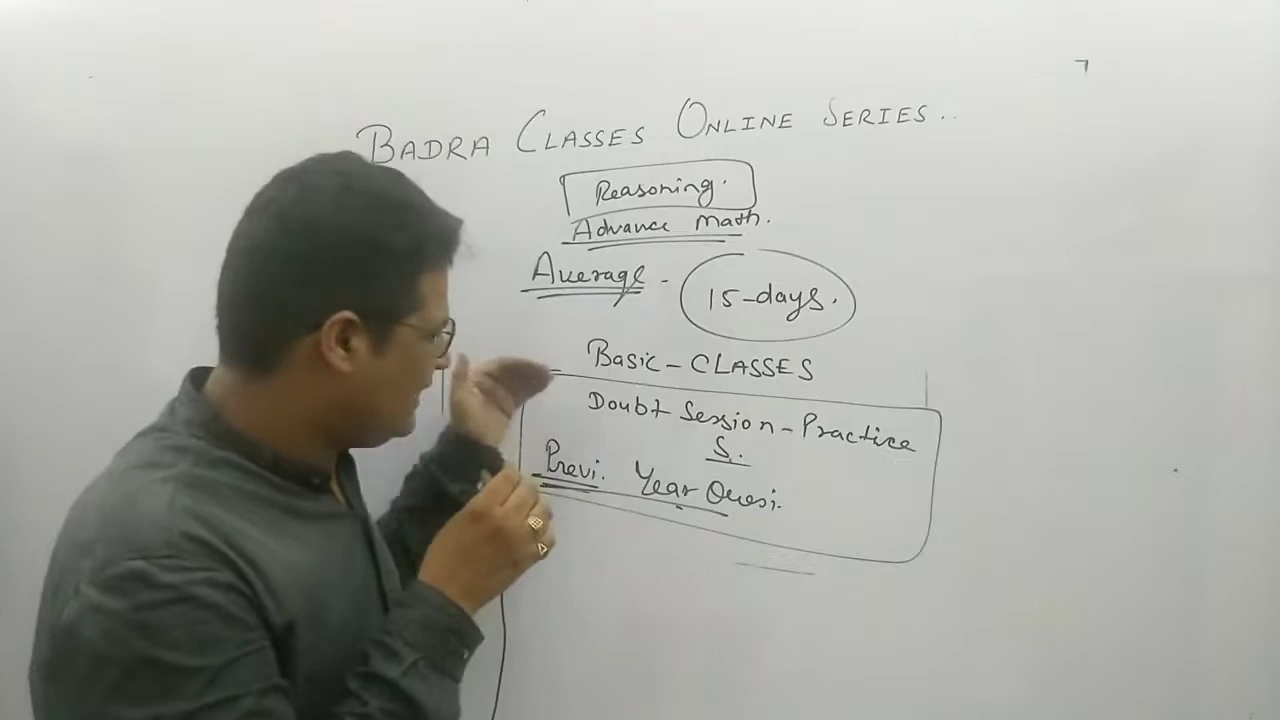 BADRA CLASSES ONLINE SERIES..
Reasoning.
Advance math.
Average - 15-days.
Basic-CLASSES
Doubt Session-Practice
S.
Previ. Year Quesi.